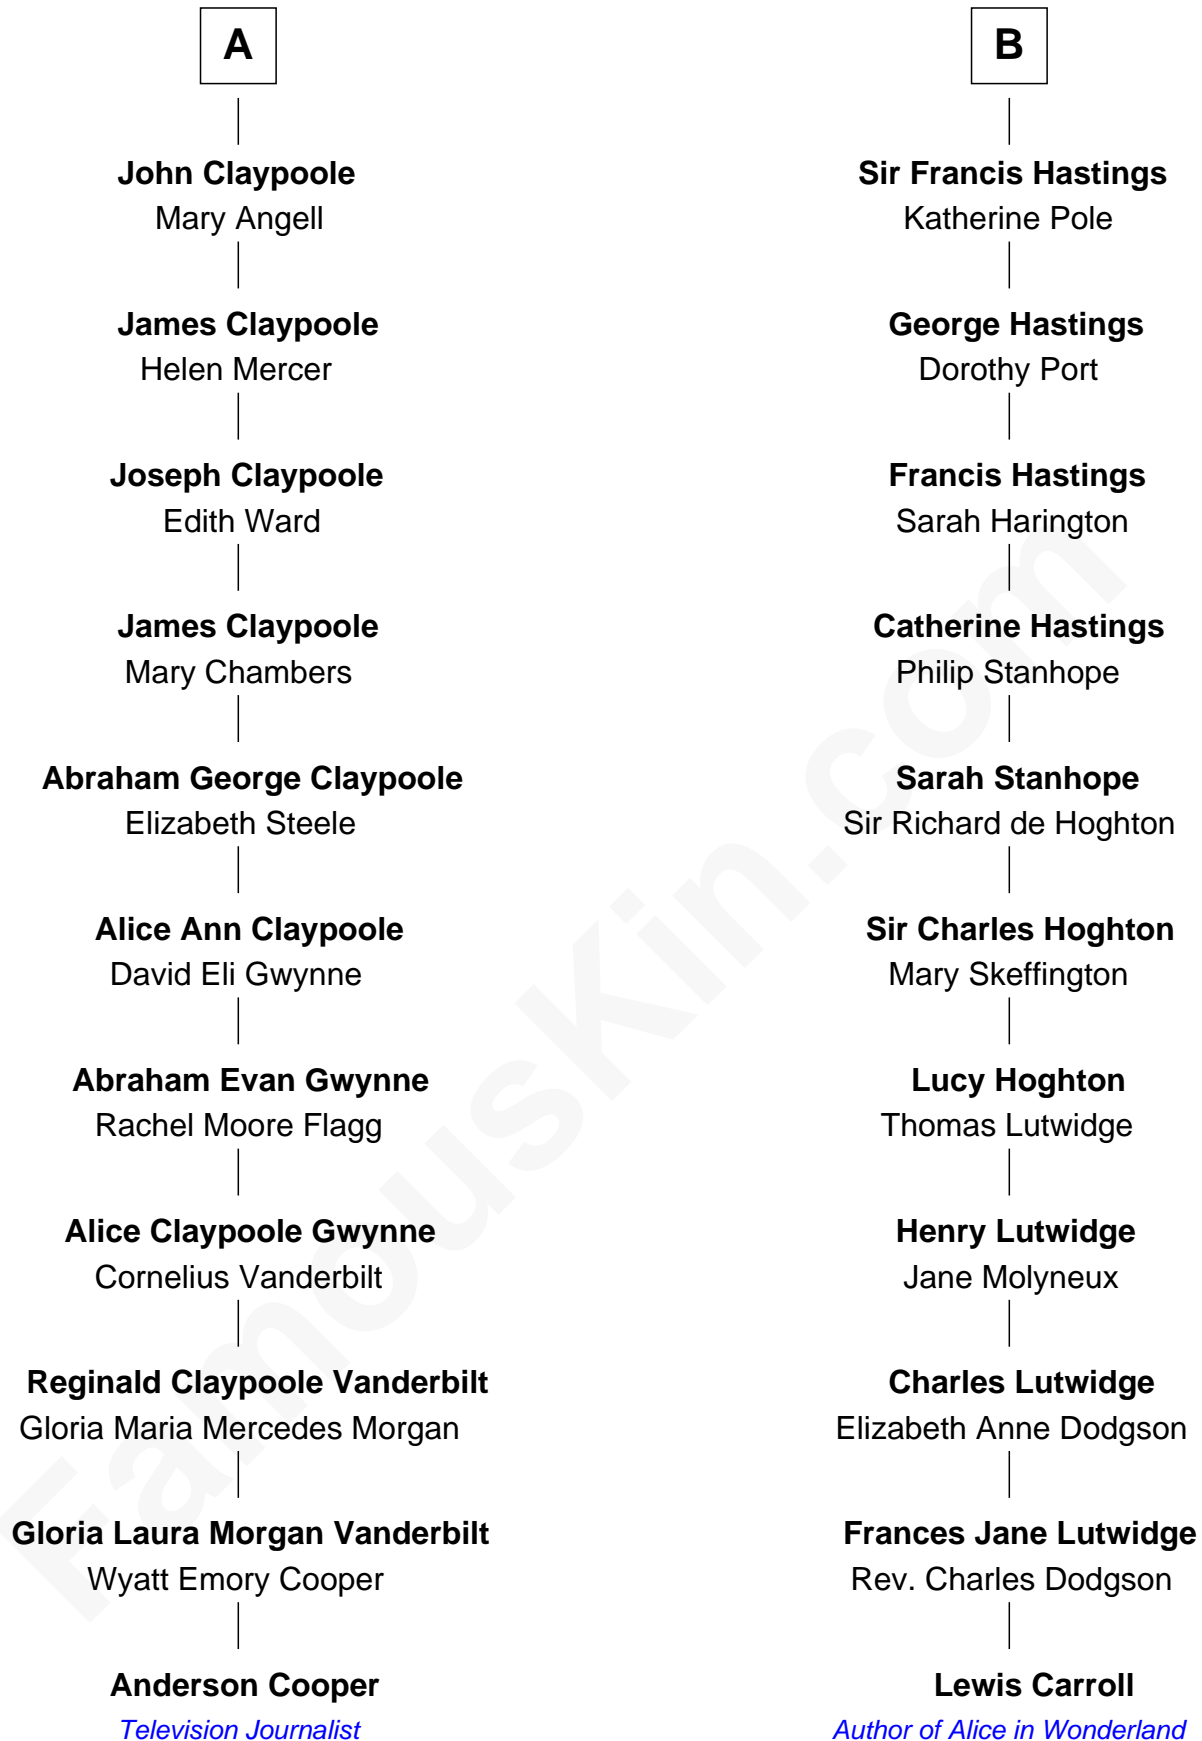 A
John Claypoole
Mary Angell
James Claypoole
Helen Mercer
Joseph Claypoole
Edith Ward
James Claypoole
Mary Chambers
Abraham George Claypoole
Elizabeth Steele
Alice Ann Claypoole
David Eli Gwynne
Abraham Evan Gwynne
Rachel Moore Flagg
Alice Claypoole Gwynne
Cornelius Vanderbilt
Reginald Claypoole Vanderbilt
Gloria Maria Mercedes Morgan
Gloria Laura Morgan Vanderbilt
Wyatt Emory Cooper
Anderson Cooper
Television Journalist
B
Sir Francis Hastings
Katherine Pole
George Hastings
Dorothy Port
Francis Hastings
Sarah Harington
Catherine Hastings
Philip Stanhope
Sarah Stanhope
Sir Richard de Hoghton
Sir Charles Hoghton
Mary Skeffington
Lucy Hoghton
Thomas Lutwidge
Henry Lutwidge
Jane Molyneux
Charles Lutwidge
Elizabeth Anne Dodgson
Frances Jane Lutwidge
Rev. Charles Dodgson
Lewis Carroll
Author of Alice in Wonderland
FamousKin.com